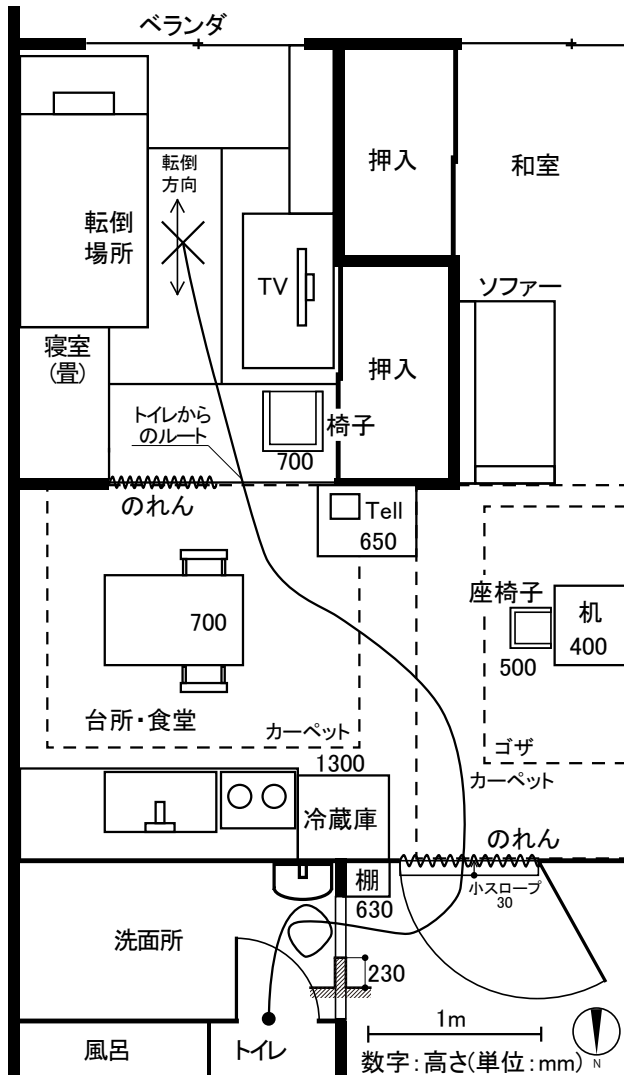 ベランダ
押入
和室
転倒
方向
転倒
場所
TV
ソファー
寝室
(畳)
押入
トイレから
のルート
椅子
700
のれん
Tell
650
座椅子
机
400
500
700
台所・食堂
カーペット
ゴザ
1300
カーペット
冷蔵庫
のれん
棚
630
小スロープ
30
洗面所
230
1m
風呂
トイレ
数字:高さ(単位:mm)
N